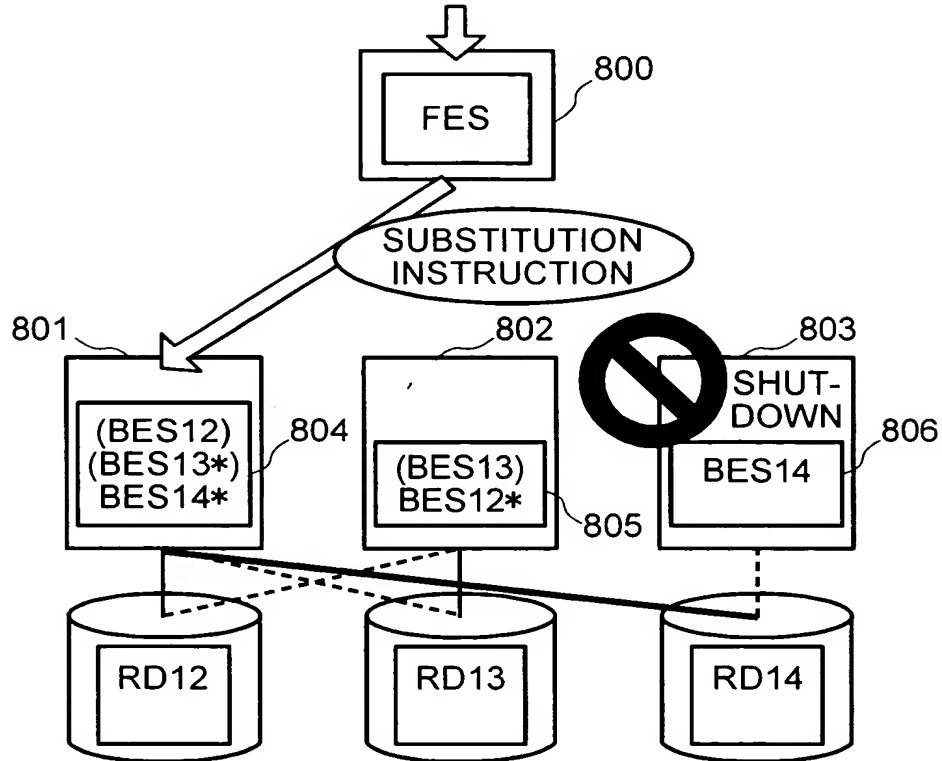 800
FES
SUBSTITUTION
INSTRUCTION
801
802
803
SHUT-
DOWN
(BES12)
(BES13*)
BES14*
804
(BES13)
BES12*
805
BES14
806
RD12
RD13
RD14